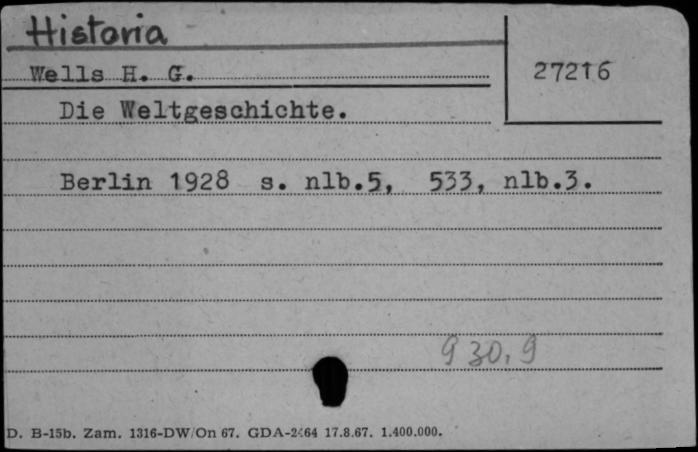 Historia
Wells H. G.
27216
Die Weltgeschichte.
Berlin 1928 s. nlb.5, 533, nlb.3.
930,9
D. B-15b. Zam. 1316-DW/On 67. GDA-2464 17.8.67. 1.400.000.